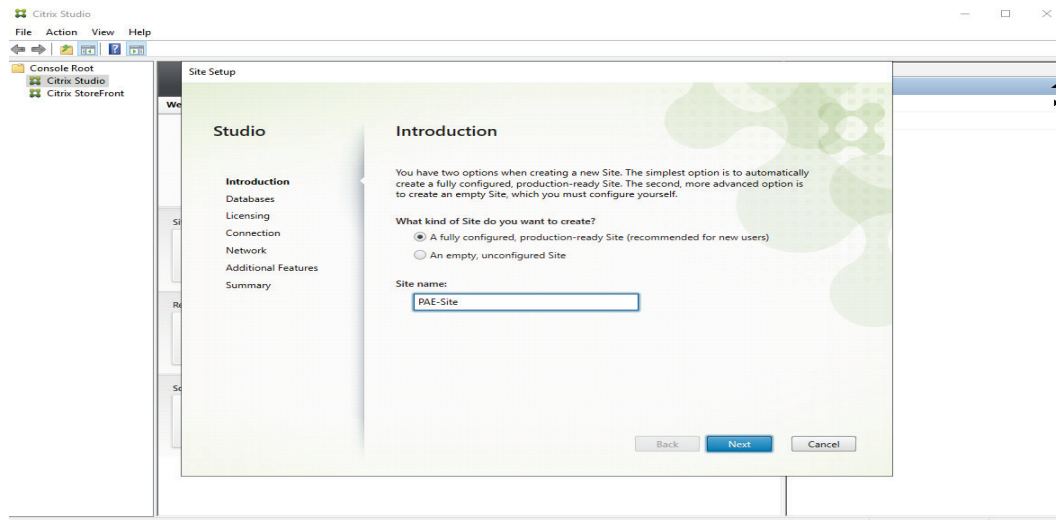 Citrix Studio
File Action View Help
Console Root
Citrix Studio
Citrix StoreFront
Site Setup
Studio
Introduction
Databases
Licensing
Connection
Network
Additional Features
Summary
Introduction
You have two options when creating a new Site. The simplest option is to automatically
create a fully configured, production-ready Site. The second, more advanced option is
to create an empty Site, which you must configure yourself.
What kind of Site do you want to create?
A fully configured, production-ready Site (recommended for new users)
An empty, unconfigured Site
Site name:
PAE-Site
Back Next Cancel